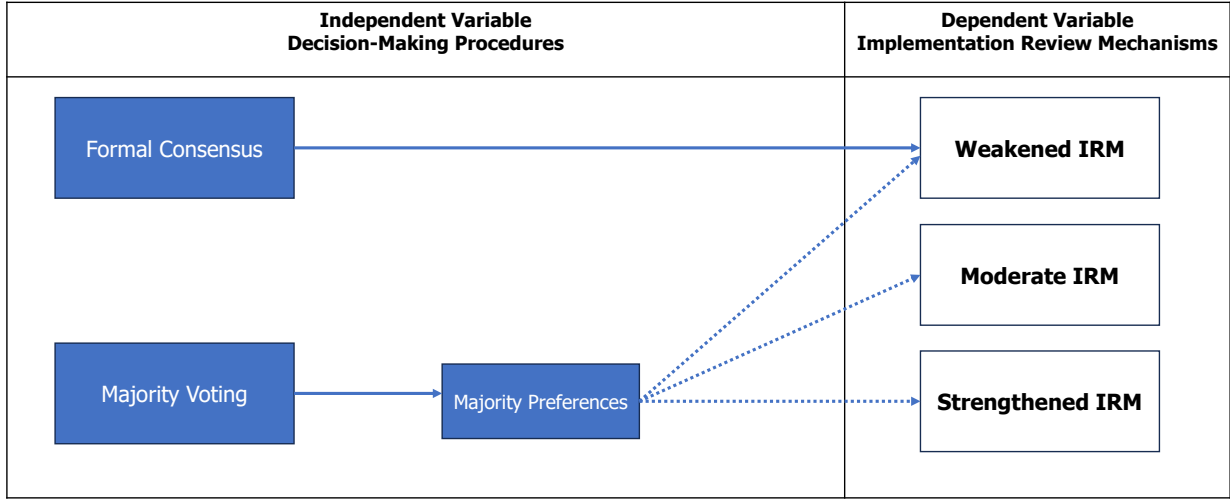 Independent Variable
Decision-Making Procedures
Dependent Variable
Implementation Review Mechanisms
Formal Consensus
Weakened IRM
Moderate IRM
Majority Voting
Majority Preferences
Strengthened IRM